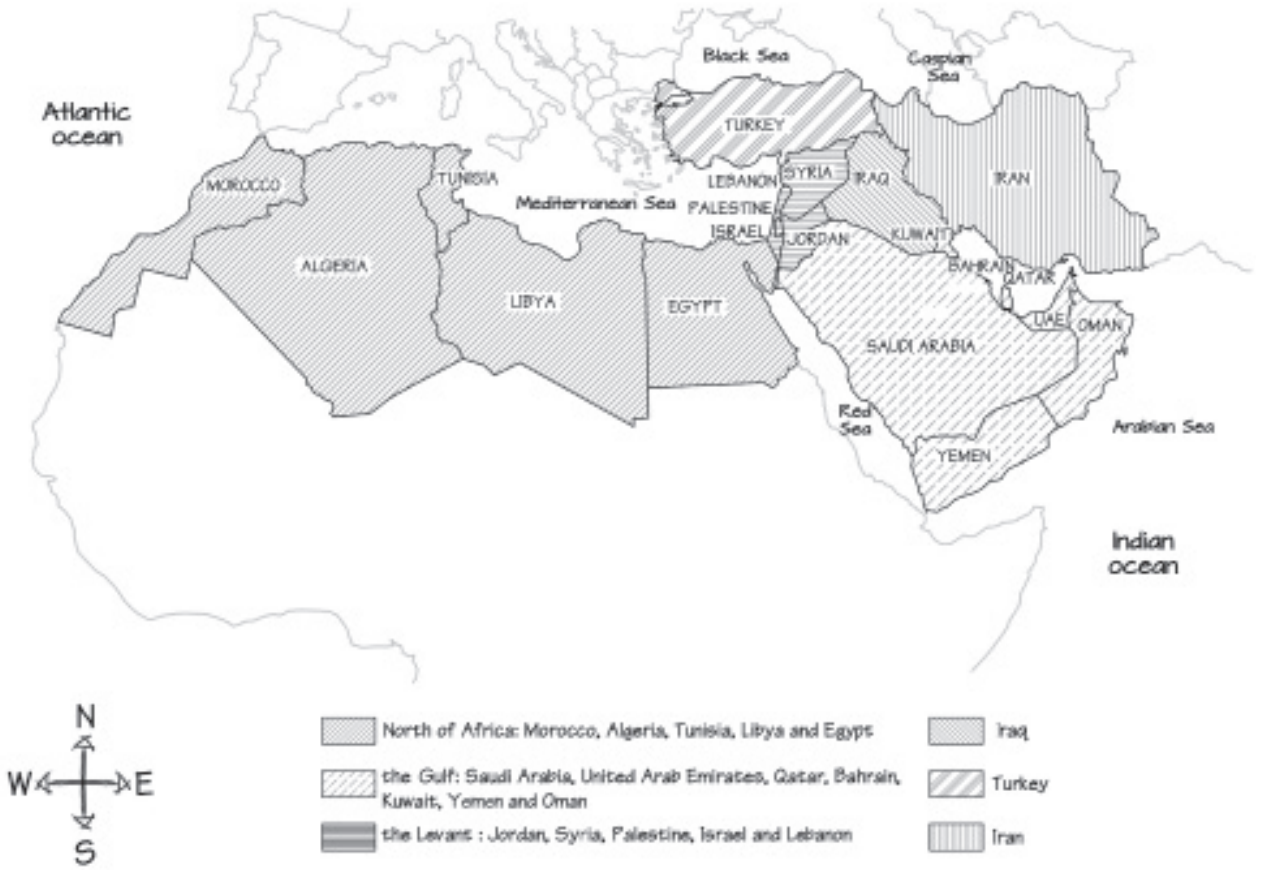 Black Sea
Caspian
Sea
Atlantic
ocean
TURKEY
MOROCCO
TUNISIA
LEBANON
SYRIA
IRAQ
IRAN
Mediterranean Sea
PALESTINE
ISRAEL
JORDAN
KUWAIT
ALGERIA
LIBYA
EGYPT
BAHRAIN
QATAR
UAE
OMAN
SAUDI ARABIA
Red
Sea
Arabian Sea
YEMEN
Indian
ocean
N
W E
S
North of Africa: Morocco, Algeria, Tunisia, Libya and Egypt
the Gulf: Saudi Arabia, United Arab Emirates, Qatar, Bahrain,
Kuwait, Yemen and Oman
the Levant : Jordan, Syria, Palestine, Israel and Lebanon
Iraq
Turkey
Iran